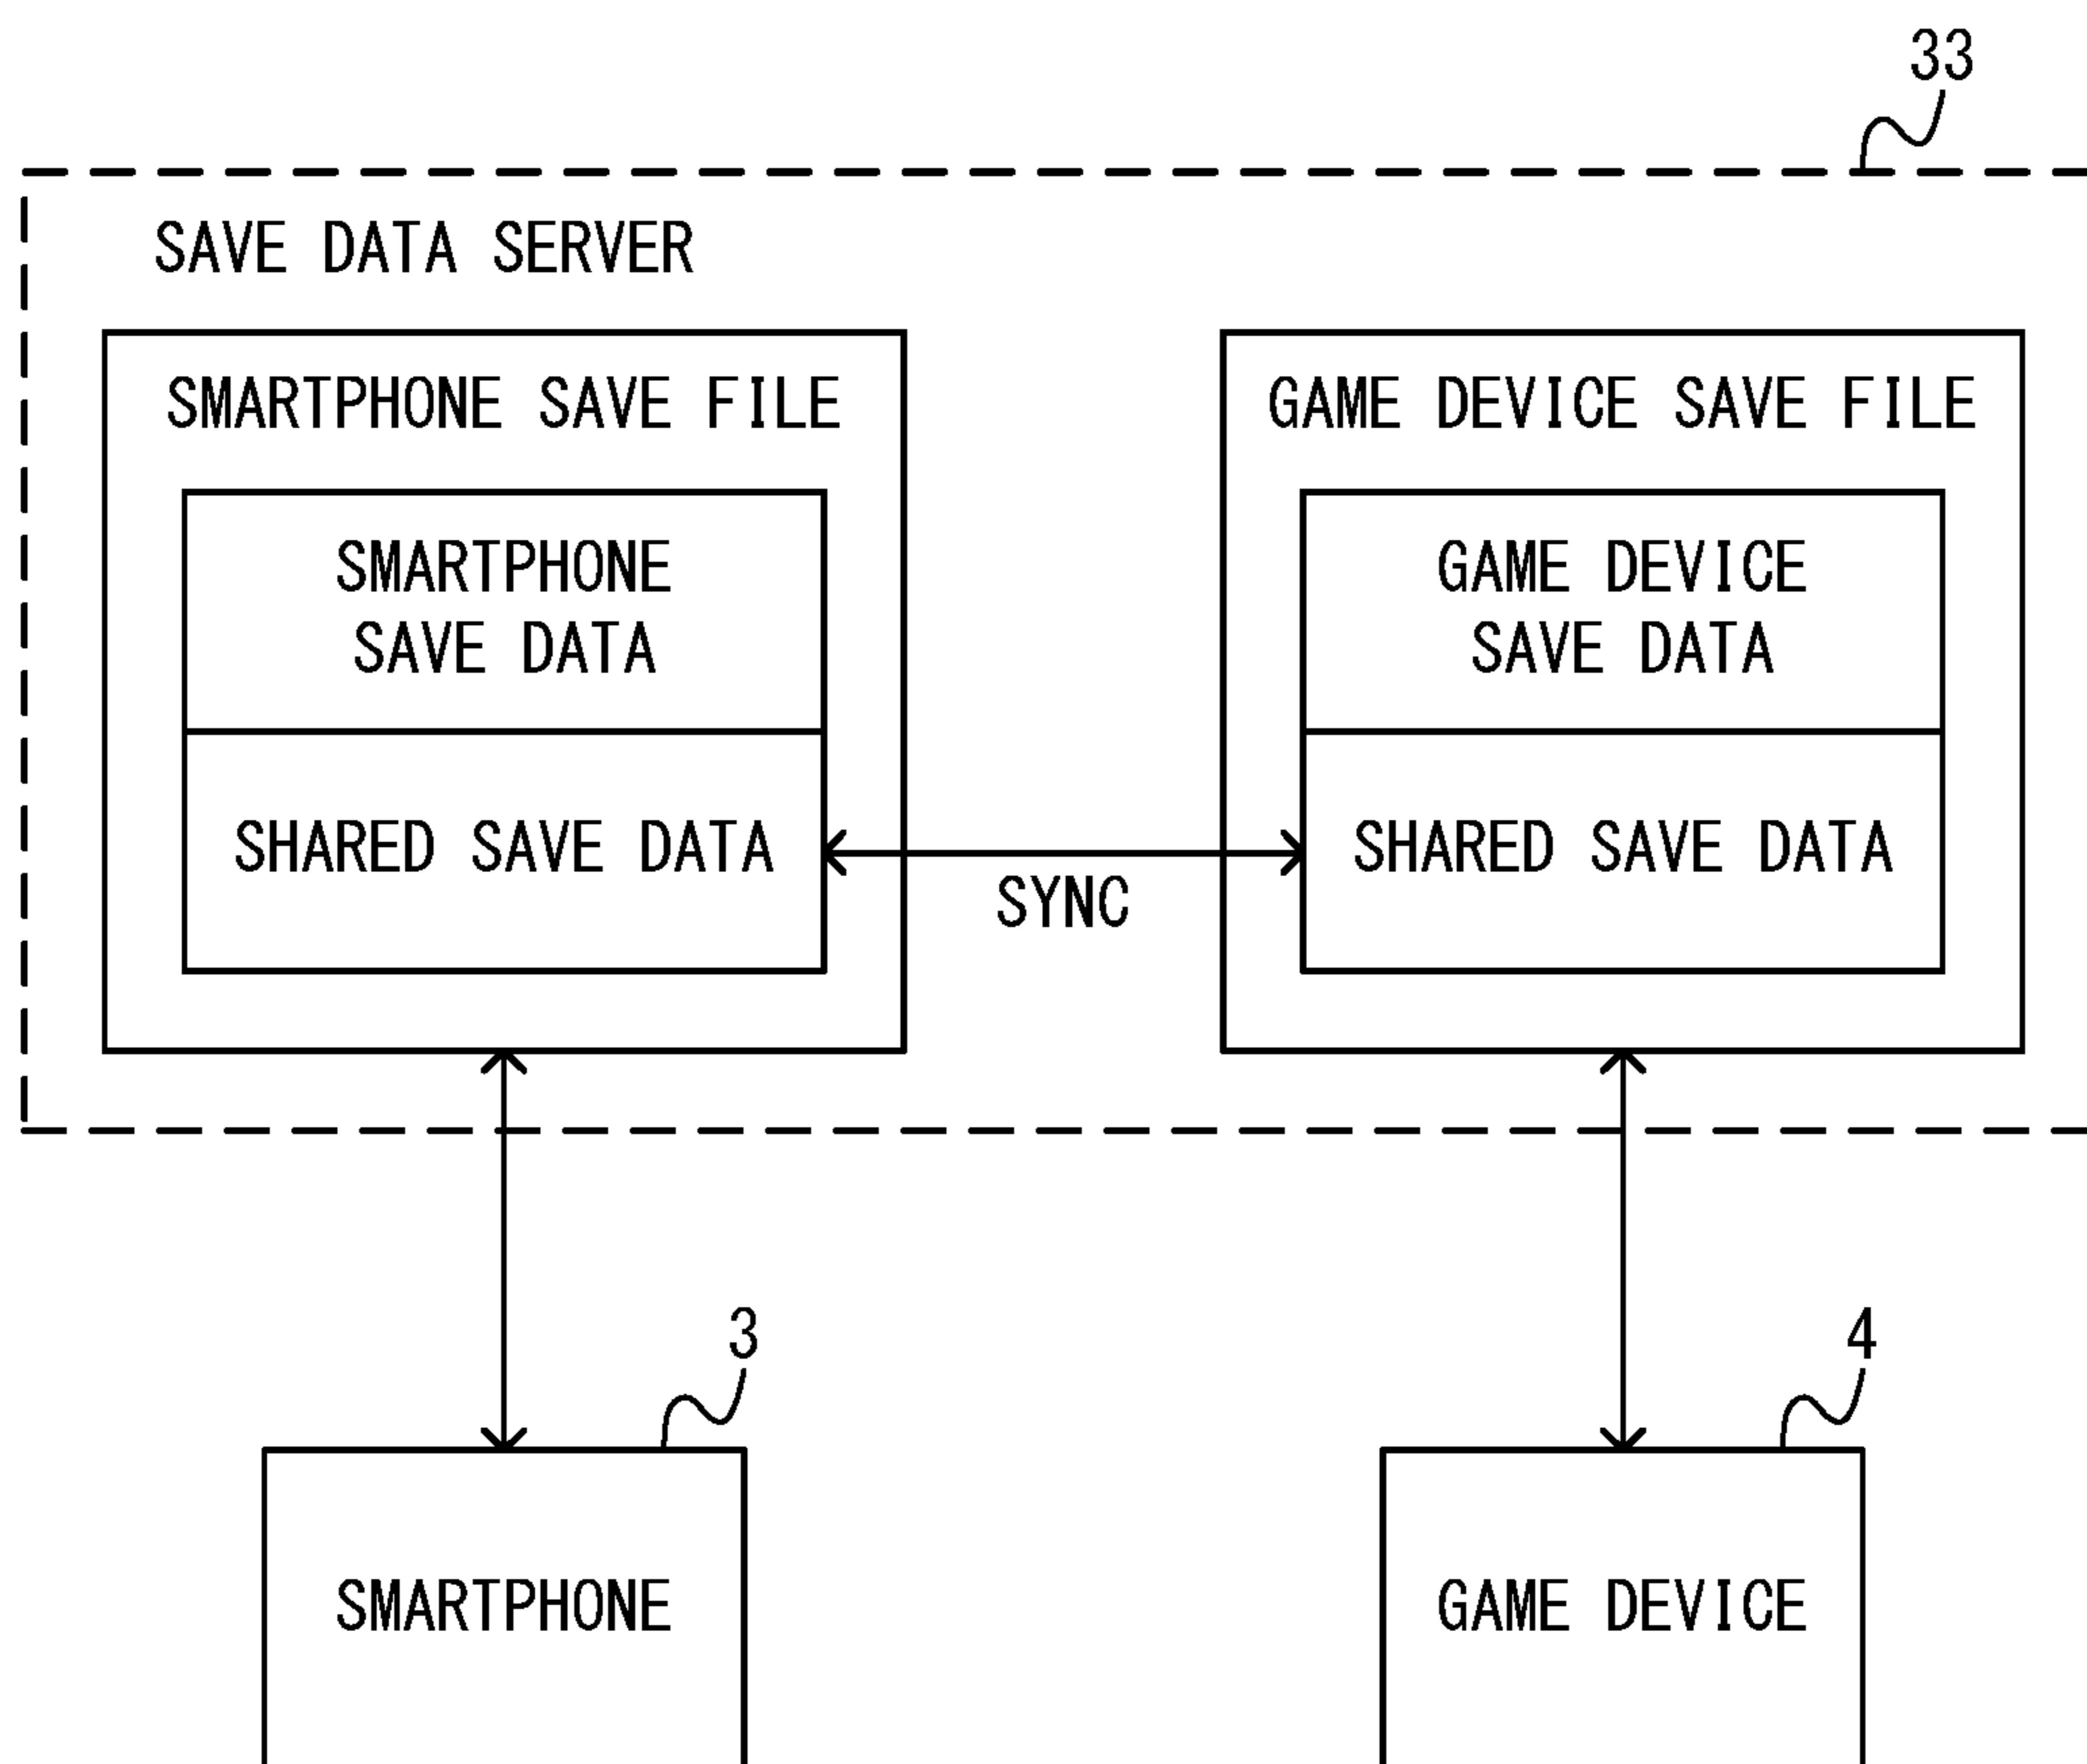 33
SAVE DATA SERVER
SMARTPHONE SAVE FILE
SMARTPHONE
SAVE DATA
SHARED SAVE DATA
SYNC
GAME DEVICE SAVE FILE
GAME DEVICE
SAVE DATA
SHARED SAVE DATA
3
SMARTPHONE
4
GAME DEVICE